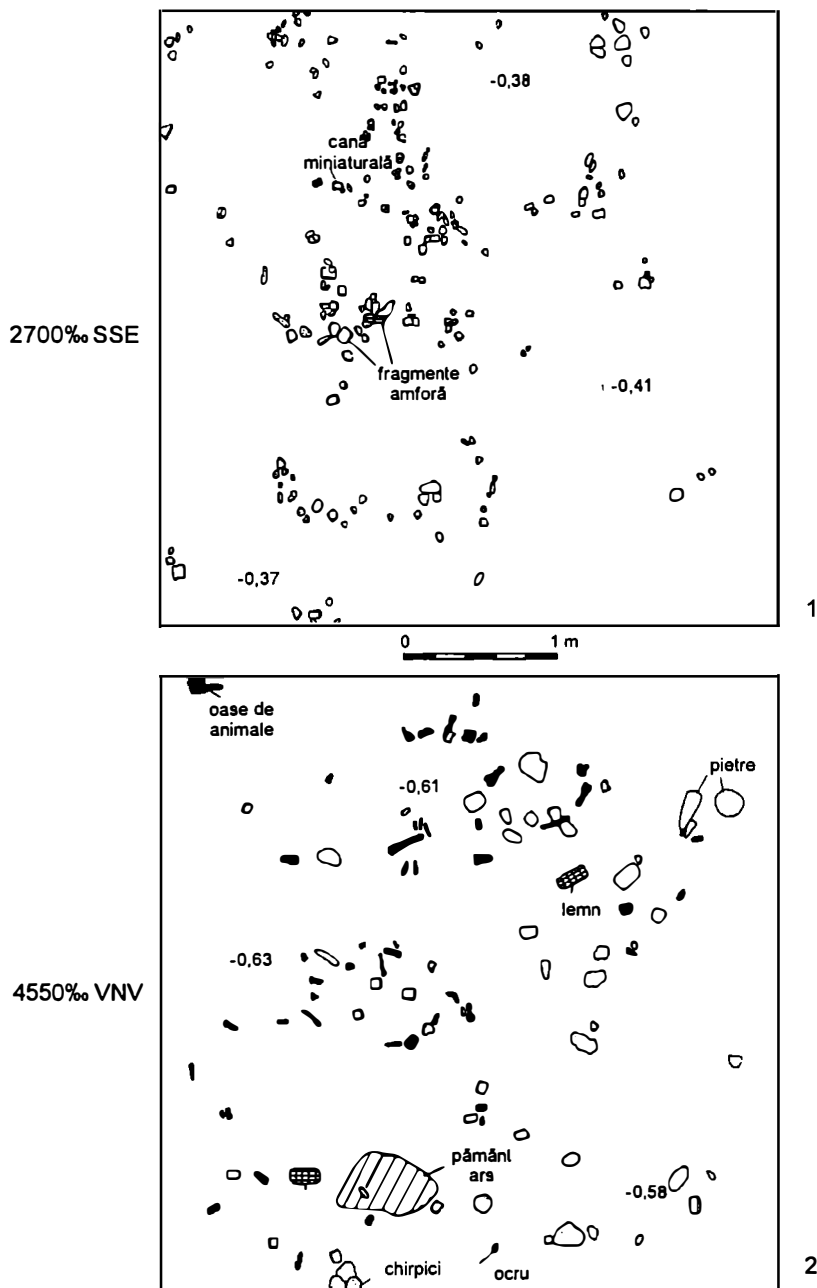 -0,38
cană
miniaturală
2700‰ SSE
fragmente
amforă
-0,41
-0,37
1
0 1 m
oase de
animale
pietre
-0,61
lemn
-0,63
4550‰ VNV
pământ
ars
-0,58
chirpici
ocru
2